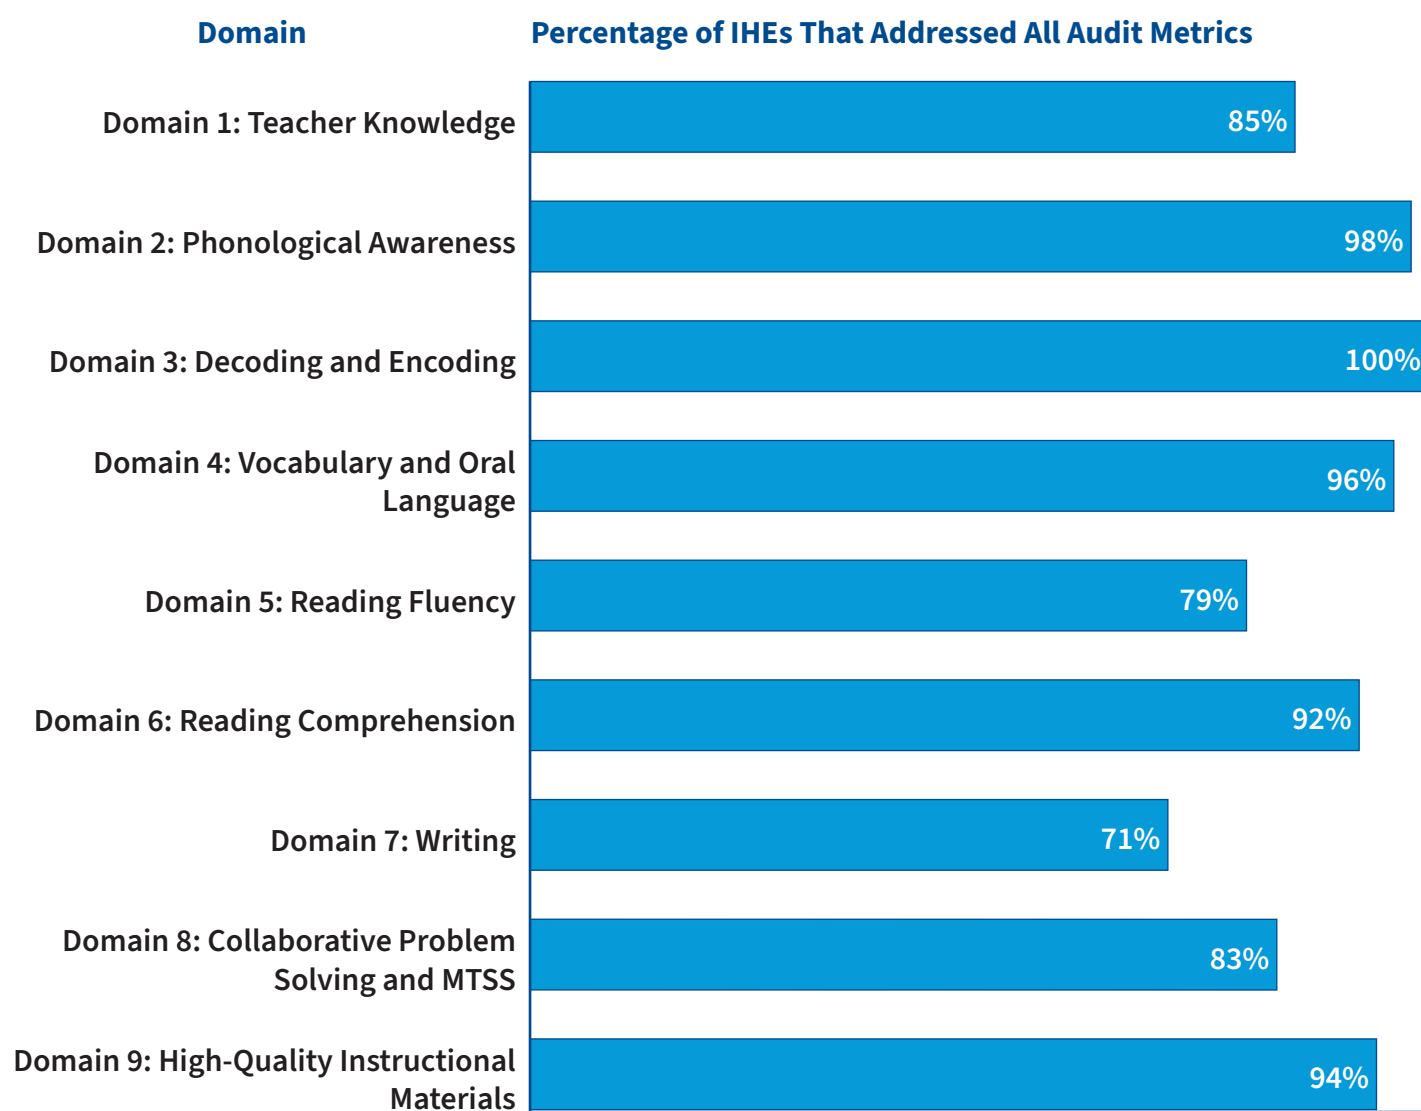 Domain Percentage of IHEs That Addressed All Audit Metrics
Domain 1: Teacher Knowledge 85%
Domain 2: Phonological Awareness 98%
Domain 3: Decoding and Encoding 100%
Domain 4: Vocabulary and Oral
Language 96%
Domain 5: Reading Fluency 79%
Domain 6: Reading Comprehension 92%
Domain 7: Writing 71%
Domain 8: Collaborative Problem
Solving and MTSS 83%
Domain 9: High-Quality Instructional
Materials 94%